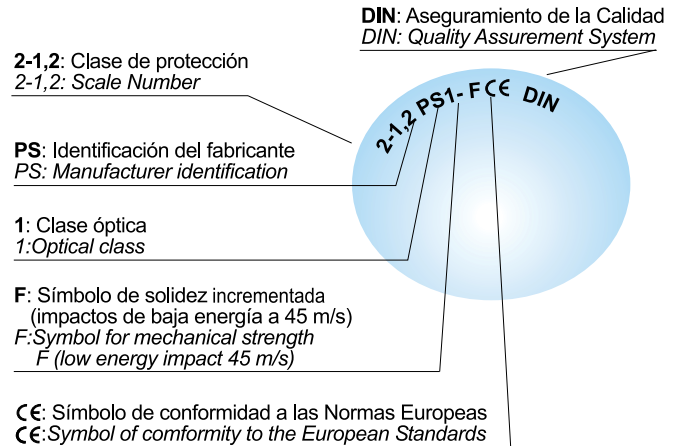 DIN: Aseguramiento de la Calidad
DIN: Quality Assurement System
2-1,2: Clase de protección
2-1,2: Scale Number
2-1,2 PS1- F CE DIN
PS: Identificación del fabricante
PS: Manufacturer identification
1: Clase óptica
1:Optical class
F: Símbolo de solidez incrementada
(impactos de baja energía a 45 m/s)
F:Symbol for mechanical strength
F (low energy impact 45 m/s)
CE: Símbolo de conformidad a las Normas Europeas
CE:Symbol of comformity to the European Standards